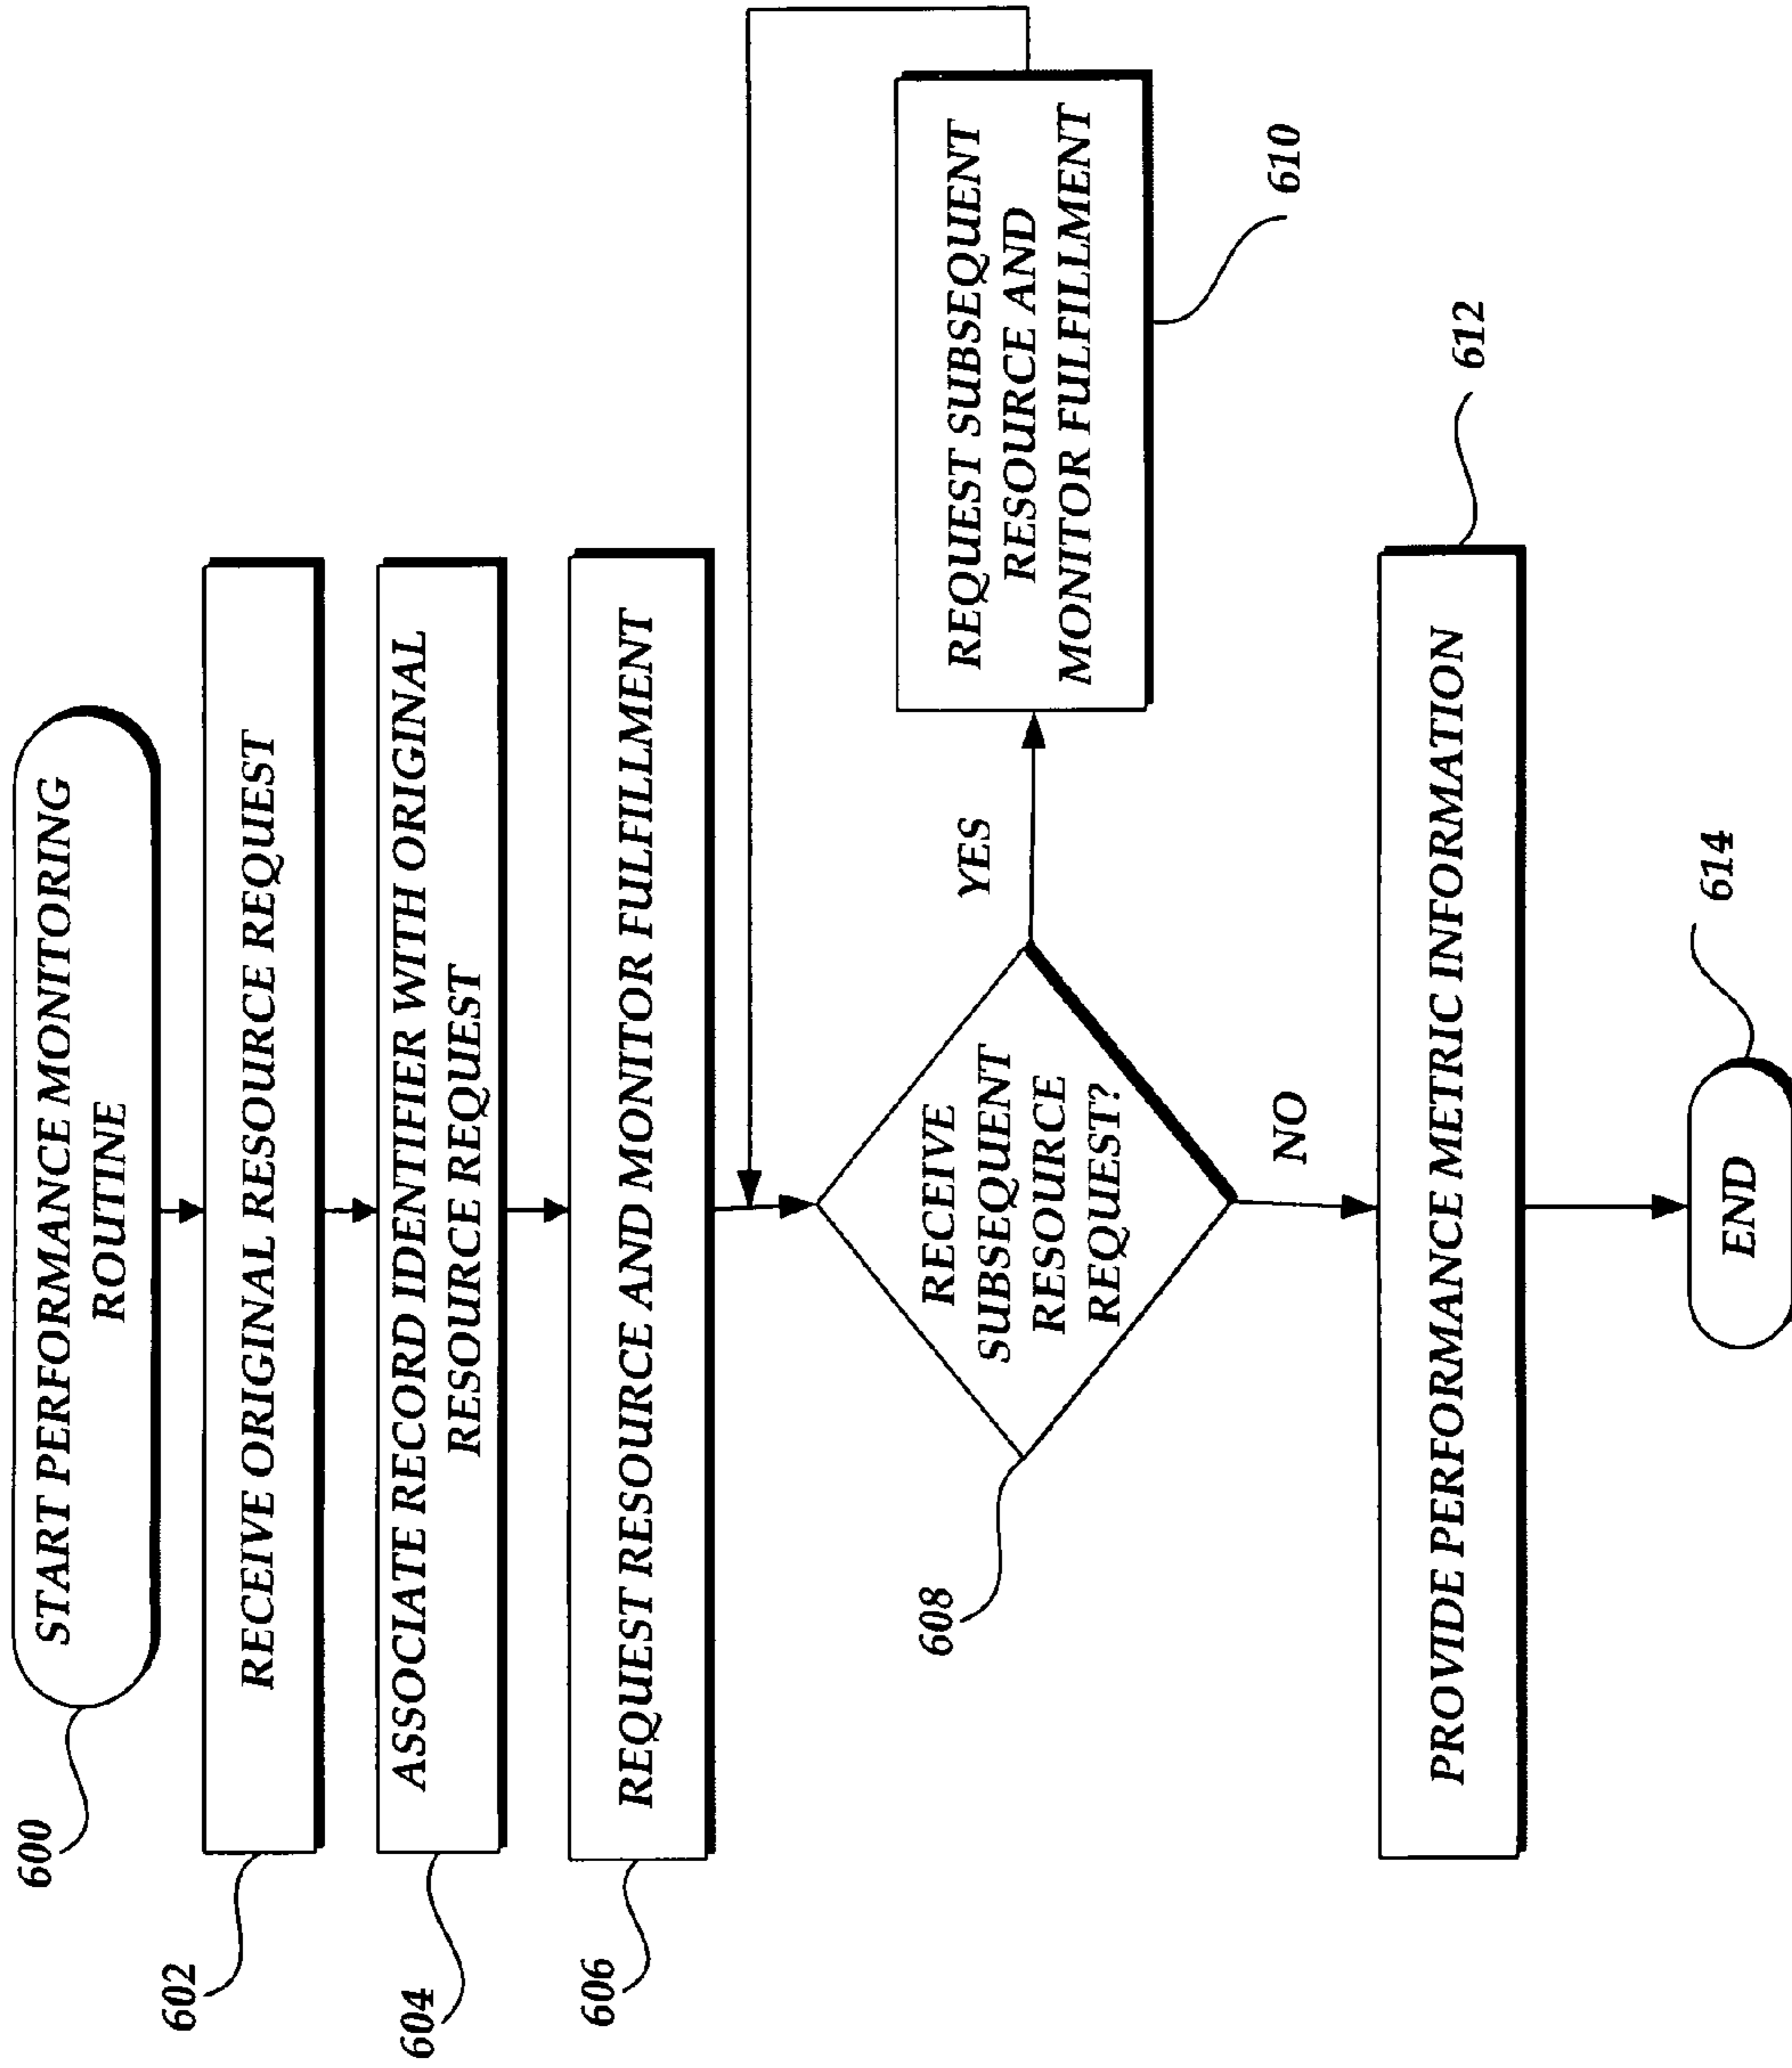 600
START PERFORMANCE MONITORING
ROUTINE
602
RECEIVE ORIGINAL RESOURCE REQUEST
604
ASSOCIATE RECORD IDENTIFIER WITH ORIGINAL
RESOURCE REQUEST
606
REQUEST RESOURCE AND MONITOR FULFILLMENT
608
RECEIVE
SUBSEQUENT
RESOURCE
REQUEST?
YES
REQUEST SUBSEQUENT
RESOURCE AND
MONITOR FULFILLMENT
610
NO
PROVIDE PERFORMANCE METRIC INFORMATION
612
END
614